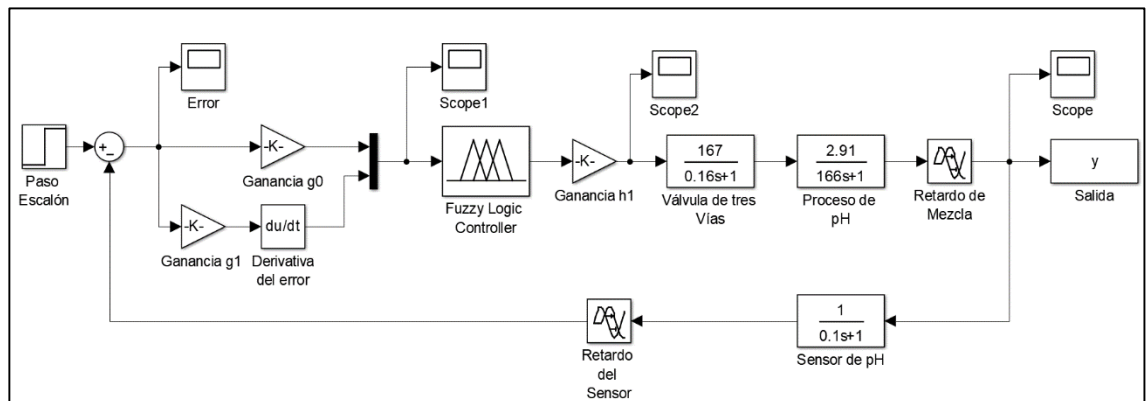 Error
Scope1
Scope2
Scope
Paso
Escalón
+
-
-K-
Ganancia g0
-K-
Ganancia g1
du/dt
Derivativa
del error
Fuzzy Logic
Controller
-K-
Ganancia h1
167
0.16s+1
Válvula de tres
Vías
2.91
166s+1
Proceso de
pH
Retardo de
Mezcla
y
Salida
Retardo
del
Sensor
1
0.1s+1
Sensor de pH